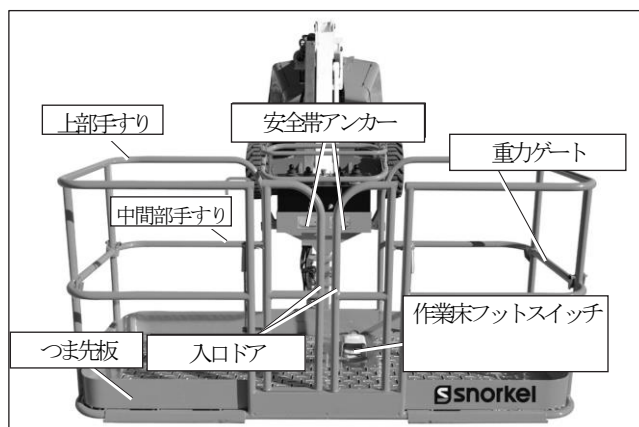 上部手すり
安全帯アンカー
重力ゲート
中間部手すり
作業床フットスイッチ
つま先板
入口ドア
snorkel